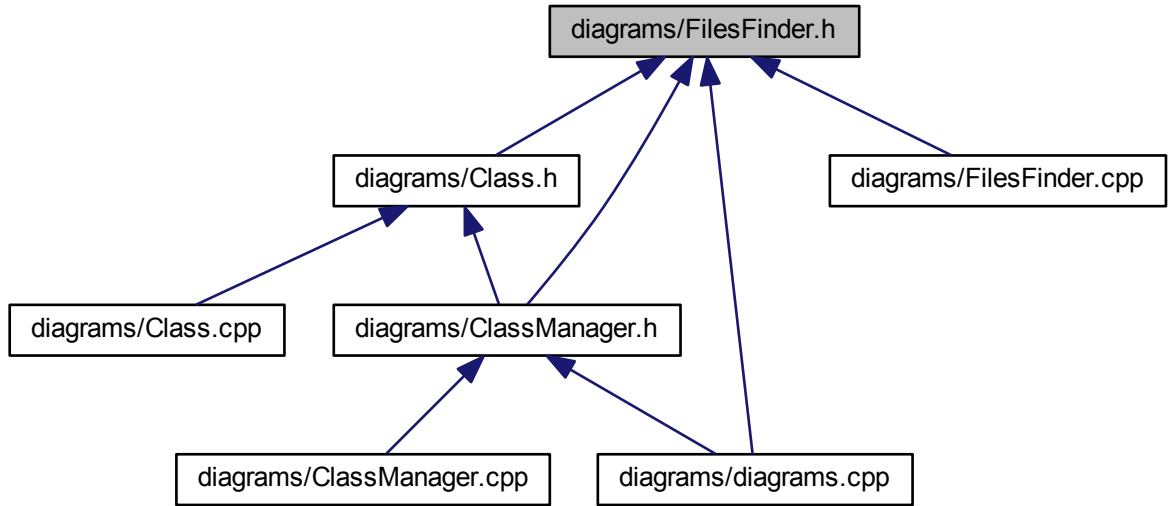 diagrams/FilesFinder.h
diagrams/Class.h
diagrams/FilesFinder.cpp
diagrams/Class.cpp
diagrams/ClassManager.h
diagrams/ClassManager.cpp
diagrams/diagrams.cpp